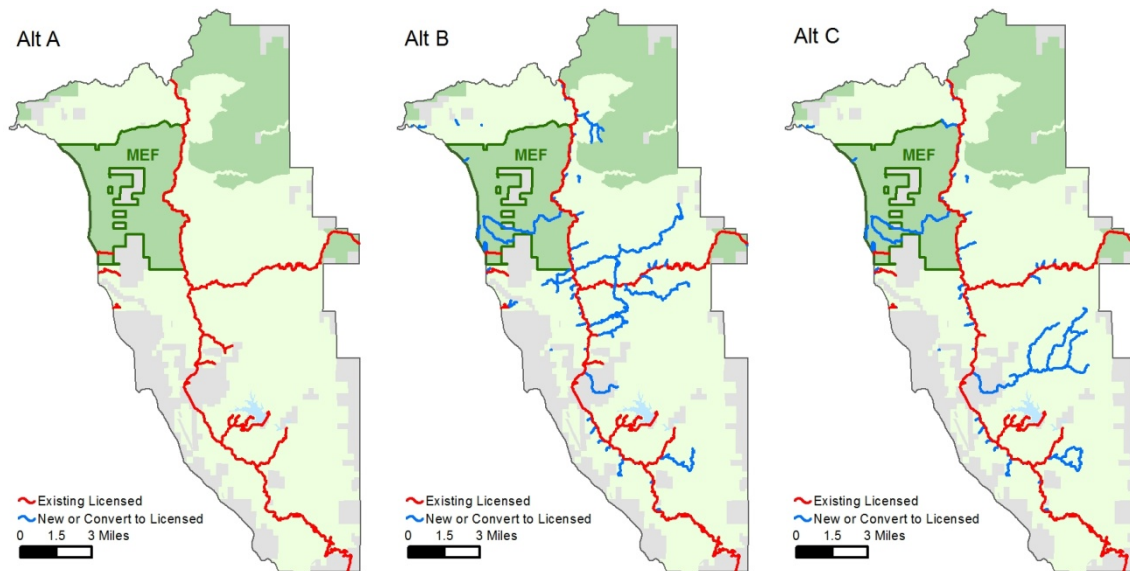 Alt A
MEF
Existing Licensed
New or Convert to Licensed
0 1.5 3 Miles
Alt B
MEF
Existing Licensed
New or Convert to Licensed
0 1.5 3 Miles
Alt C
MEF
Existing Licensed
New or Convert to Licensed
0 1.5 3 Miles